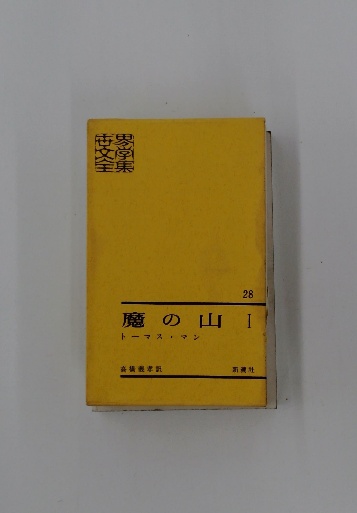 世界
文学
全集
28
魔の山 I
トーマス・マン
高橋義孝訳 新潮社